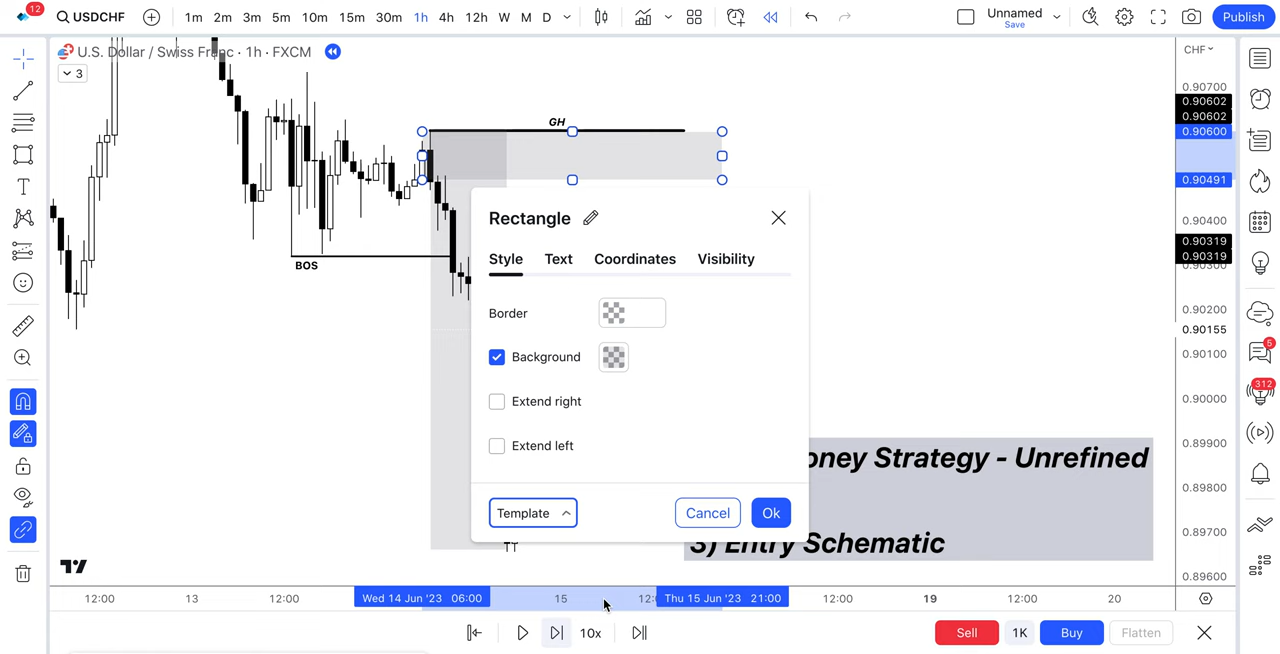 12
USDCHF
1m 2m 3m 5m 10m 15m 30m 1h 4h 12h W M D
Unnamed
Save
Publish
U.S. Dollar / Swiss Franc · 1h · FXCM
CHF
3
0.90700
0.90602
0.90602
0.90600
0.90491
0.90400
0.90319
0.90319
0.90300
0.90200
0.90155
0.90100
0.90000
0.89900
0.89800
0.89700
0.89600
GH
BOS
Rectangle
Style Text Coordinates Visibility
Border
Background
Extend right
Extend left
Template Cancel Ok
oney Strategy - Unrefined
3) Entry Schematic
5
312
12:00 13 12:00 Wed 14 Jun '23 06:00 15 12:0 Thu 15 Jun '23 21:00 12:00 19 12:00 20
10x
Sell 1K Buy Flatten